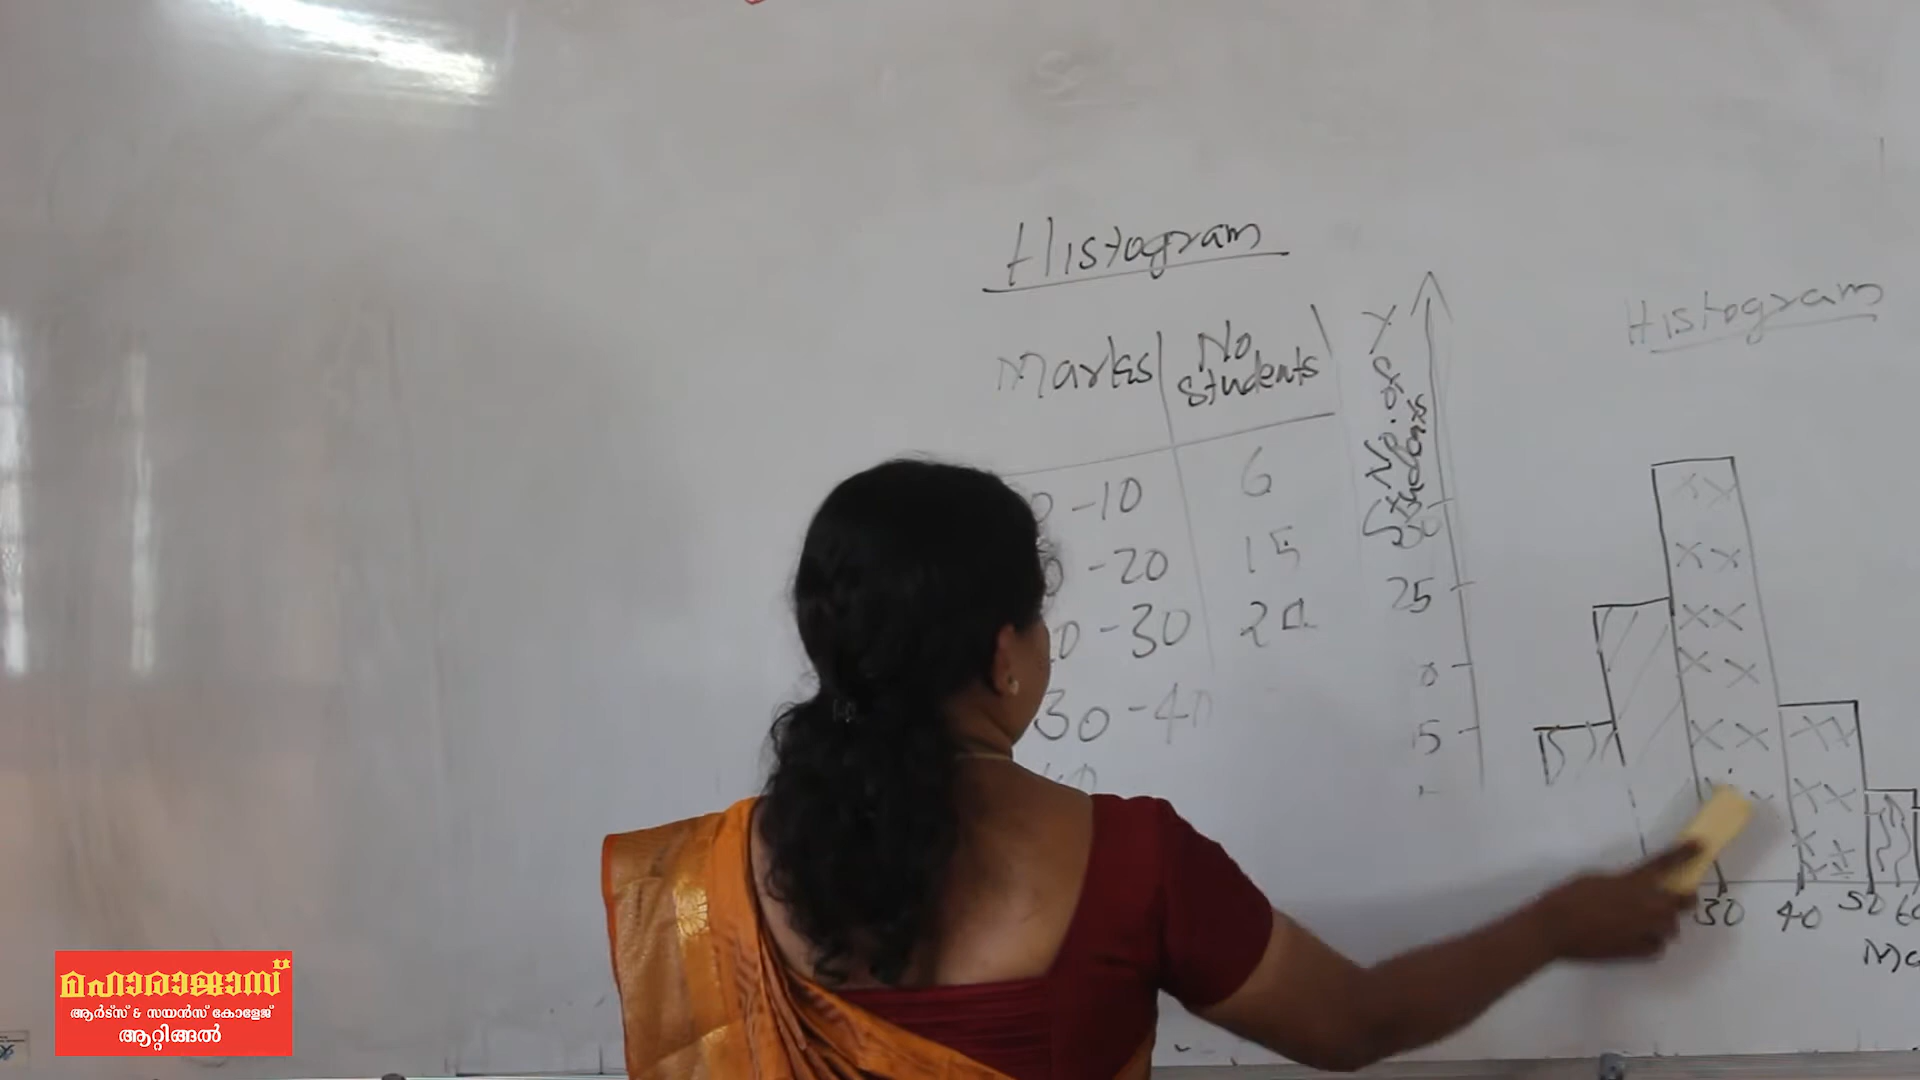 Histogram
Marks No
students
-10 6
-20 15
-30 24
30-40
Y
No. of
Students
25
Histogram
30 40 50
മഹാരാജാസ്
ആർട്സ് & സയൻസ് കോളേജ്
ആറ്റിങ്ങൽ